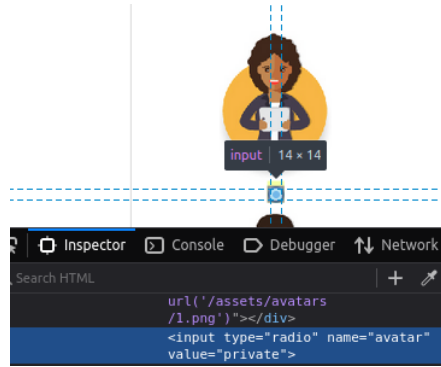 input | 14 × 14
Inspector Console Debugger Network
Search HTML
url('/assets/avatars
/1.png')"></div>
<input type="radio" name="avatar"
value="private">